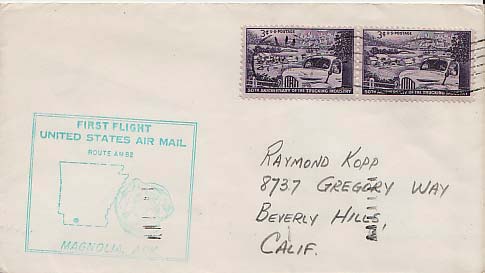 3¢ U.S. POSTAGE
50TH ANNIVERSARY OF THE TRUCKING INDUSTRY
3¢ U.S. POSTAGE
50TH ANNIVERSARY OF THE TRUCKING INDUSTRY
FIRST FLIGHT
UNITED STATES AIR MAIL
ROUTE AM 82
MAGNOLIA, ARK
RAYMOND KOPP
8737 GREGORY WAY
BEVERLY HILLS,
CALIF.